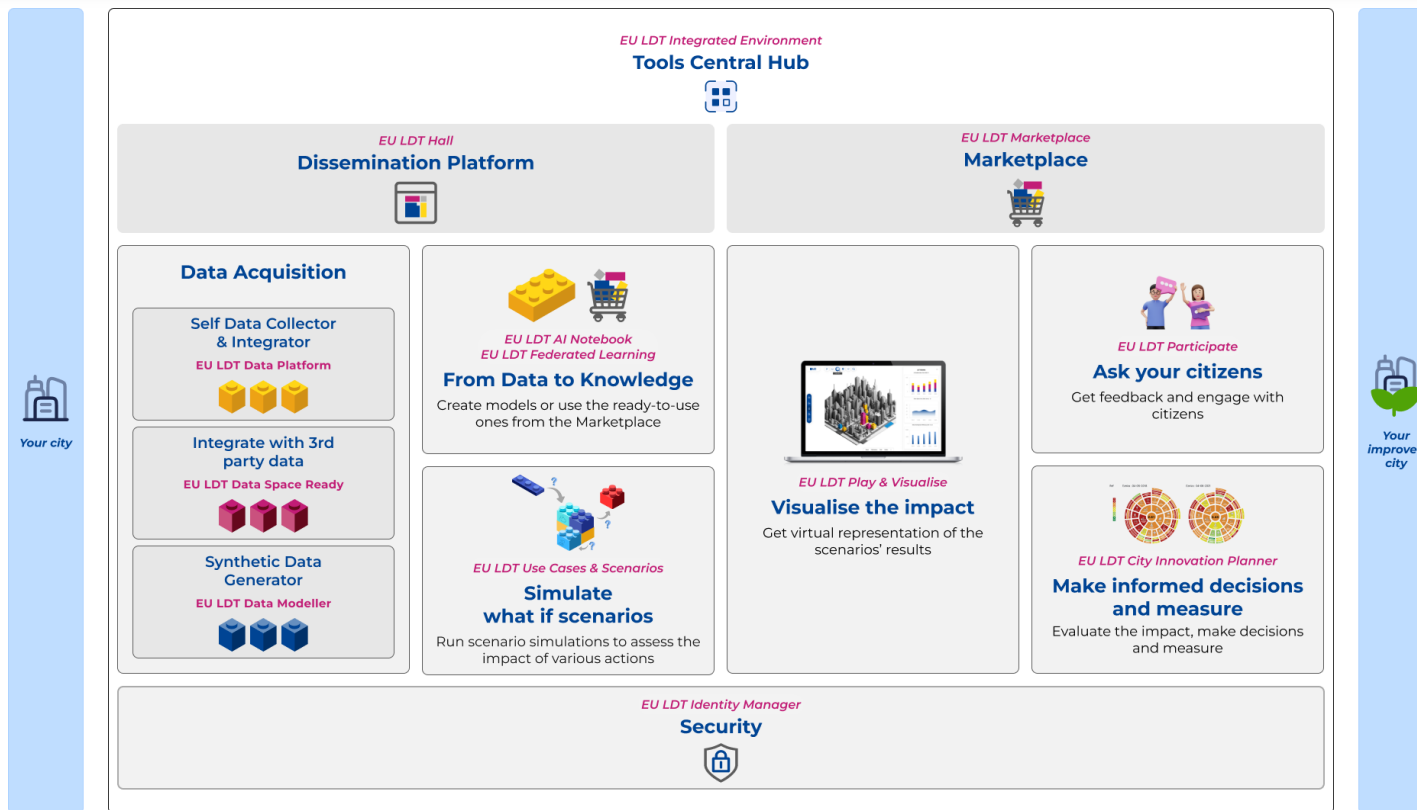 EU LDT Integrated Environment
Tools Central Hub
EU LDT Hall
Dissemination Platform
EU LDT Marketplace
Marketplace
Your city
Data Acquisition
Self Data Collector
& Integrator
EU LDT Data Platform
Integrate with 3rd
party data
EU LDT Data Space Ready
Synthetic Data
Generator
EU LDT Data Modeller
EU LDT AI Notebook
EU LDT Federated Learning
From Data to Knowledge
Create models or use the ready-to-use
ones from the Marketplace
?
?
?
EU LDT Use Cases & Scenarios
Simulate
what if scenarios
Run scenario simulations to assess the
impact of various actions
EU LDT Play & Visualise
Visualise the impact
Get virtual representation of the
scenarios' results
EU LDT Participate
Ask your citizens
Get feedback and engage with
citizens
EU LDT City Innovation Planner
Make informed decisions
and measure
Evaluate the impact, make decisions
and measure
Your
improve
city
EU LDT Identity Manager
Security